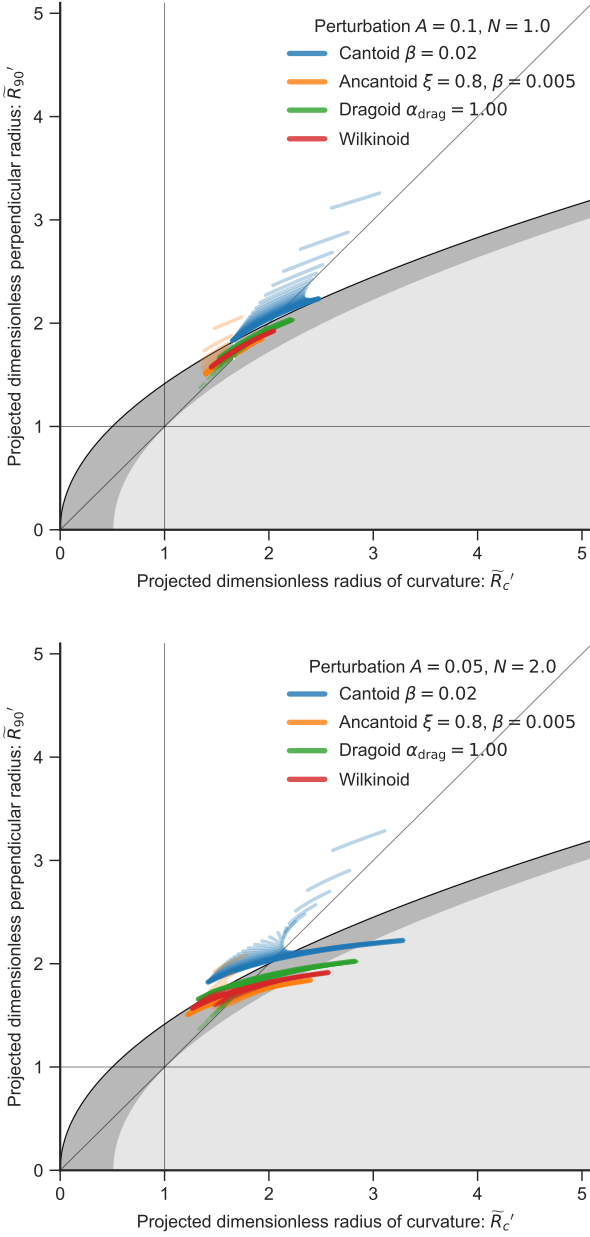 Perturbation A = 0.1, N = 1.0
Cantoid β = 0.02
Ancantoid ξ = 0.8, β = 0.005
Dragoid α_drag = 1.00
Wilkinoid
Projected dimensionless perpendicular radius: R̃₉₀′
5
4
3
2
1
0
0 1 2 3 4 5
Projected dimensionless radius of curvature: R̃_c′
Perturbation A = 0.05, N = 2.0
Cantoid β = 0.02
Ancantoid ξ = 0.8, β = 0.005
Dragoid α_drag = 1.00
Wilkinoid
Projected dimensionless perpendicular radius: R̃₉₀′
5
4
3
2
1
0
0 1 2 3 4 5
Projected dimensionless radius of curvature: R̃_c′